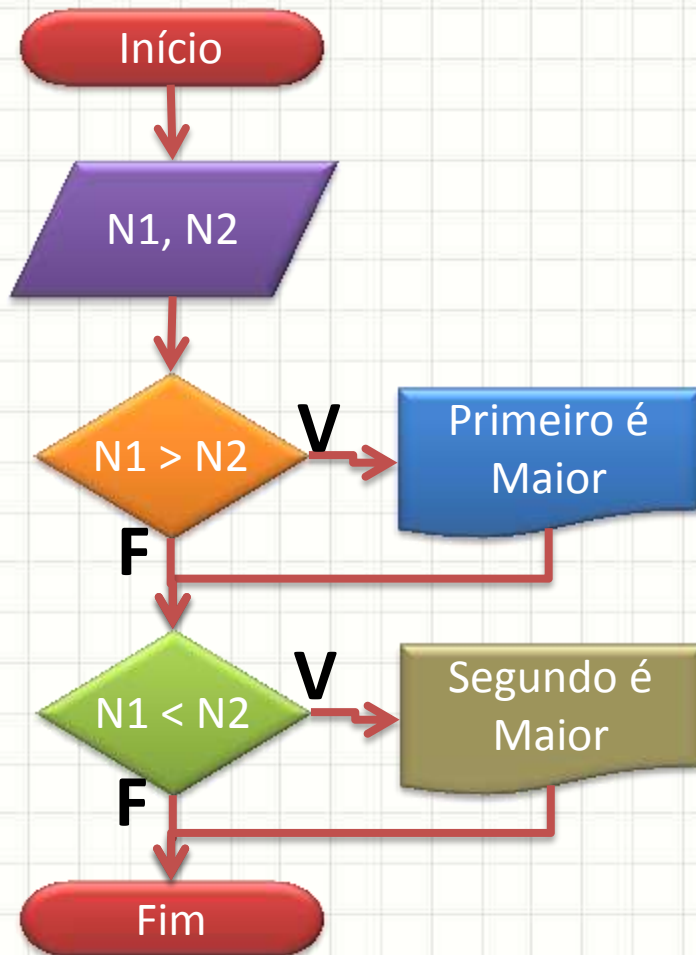 Início
N1, N2
N1 > N2
V
Primeiro é
Maior
F
N1 < N2
V
Segundo é
Maior
F
Fim